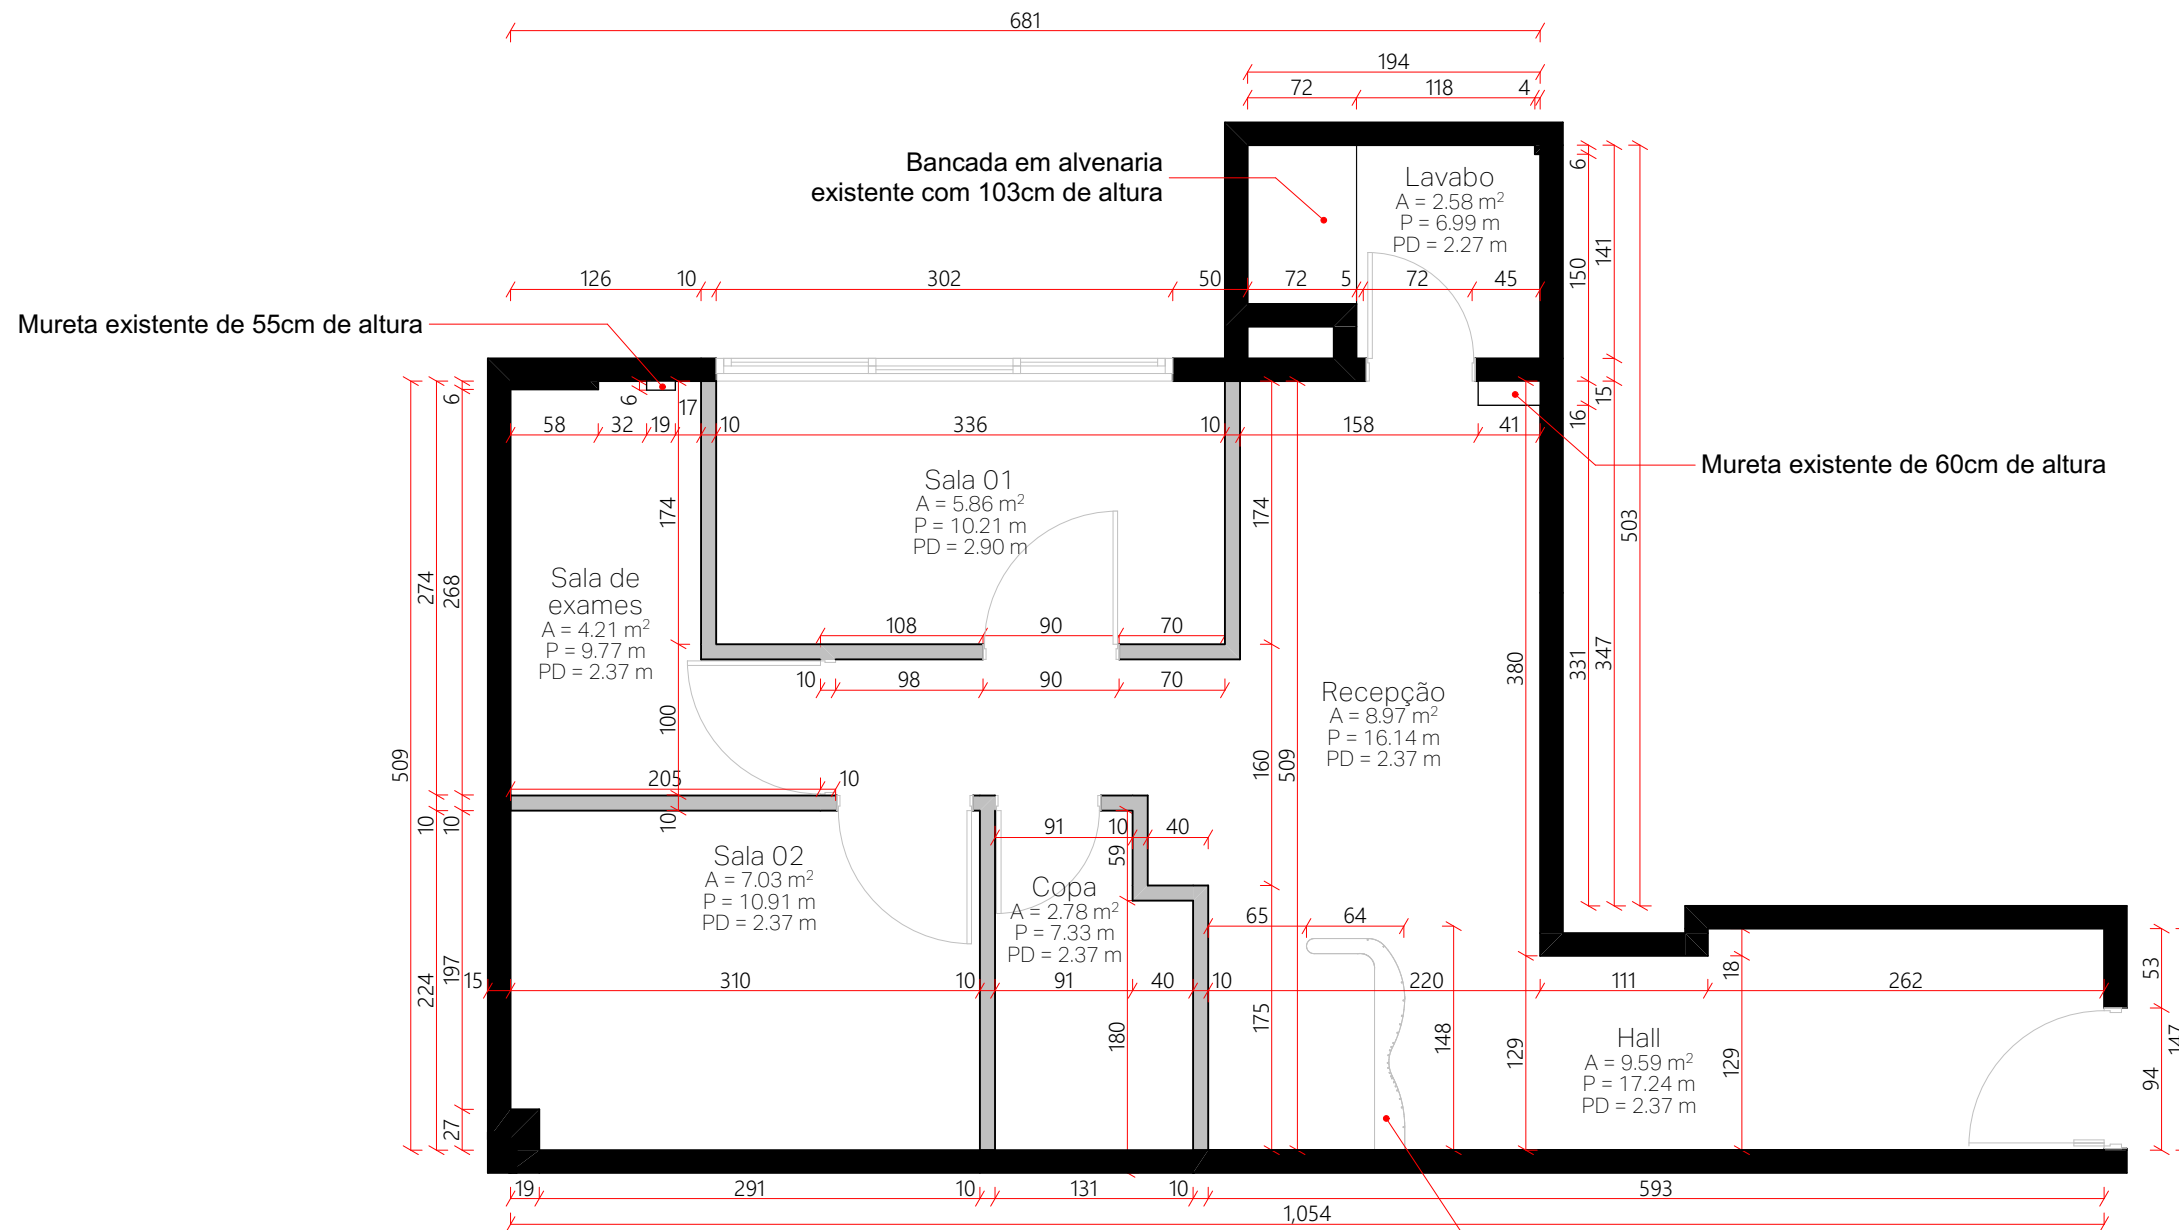 681
194
72 118 4
Bancada em alvenaria
existente com 103cm de altura
Lavabo
A = 2.58 m²
P = 6.99 m
PD = 2.27 m
6
141
150
126 10 302 50 72 5 72 45
Mureta existente de 55cm de altura
6
6
17
15
16
58 32 19 10 336 10 158 41
Mureta existente de 60cm de altura
Sala 01
A = 5.86 m²
P = 10.21 m
PD = 2.90 m
174
174
503
274
268
Sala de
exames
A = 4.21 m²
P = 9.77 m
PD = 2.37 m
108 90 70
10 98 90 70
331
347
380
Recepção
A = 8.97 m²
P = 16.14 m
PD = 2.37 m
100
509
160
509
205 10
10
10
10
91 10 40
59
Sala 02
A = 7.03 m²
P = 10.91 m
PD = 2.37 m
Copa
A = 2.78 m²
P = 7.33 m
PD = 2.37 m
65 64
15 310 10 91 40 10 220 111 262
224
197
18
53
175
180
148
129
129
Hall
A = 9.59 m²
P = 17.24 m
PD = 2.37 m
94
147
27
19 291 10 131 10 593
1,054